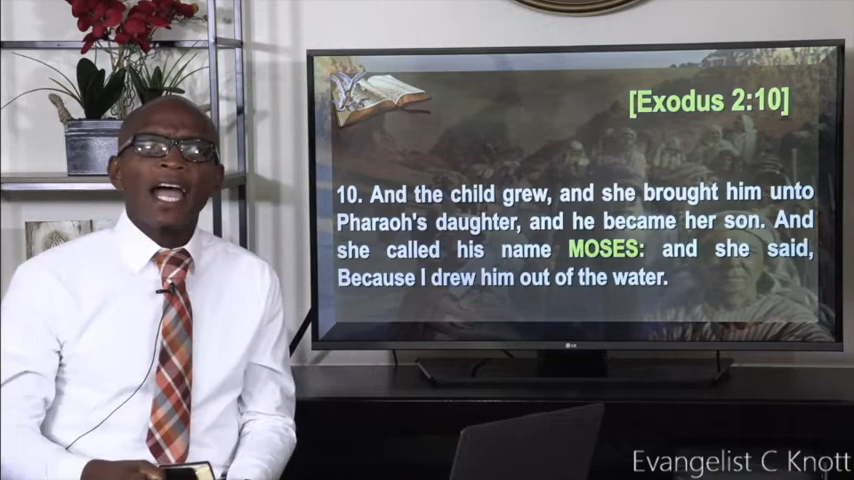 [Exodus 2:10]
10. And the child grew, and she brought him unto
Pharaoh's daughter, and he became her son. And
she called his name MOSES: and she said,
Because I drew him out of the water.
LG
Evangelist C Knott